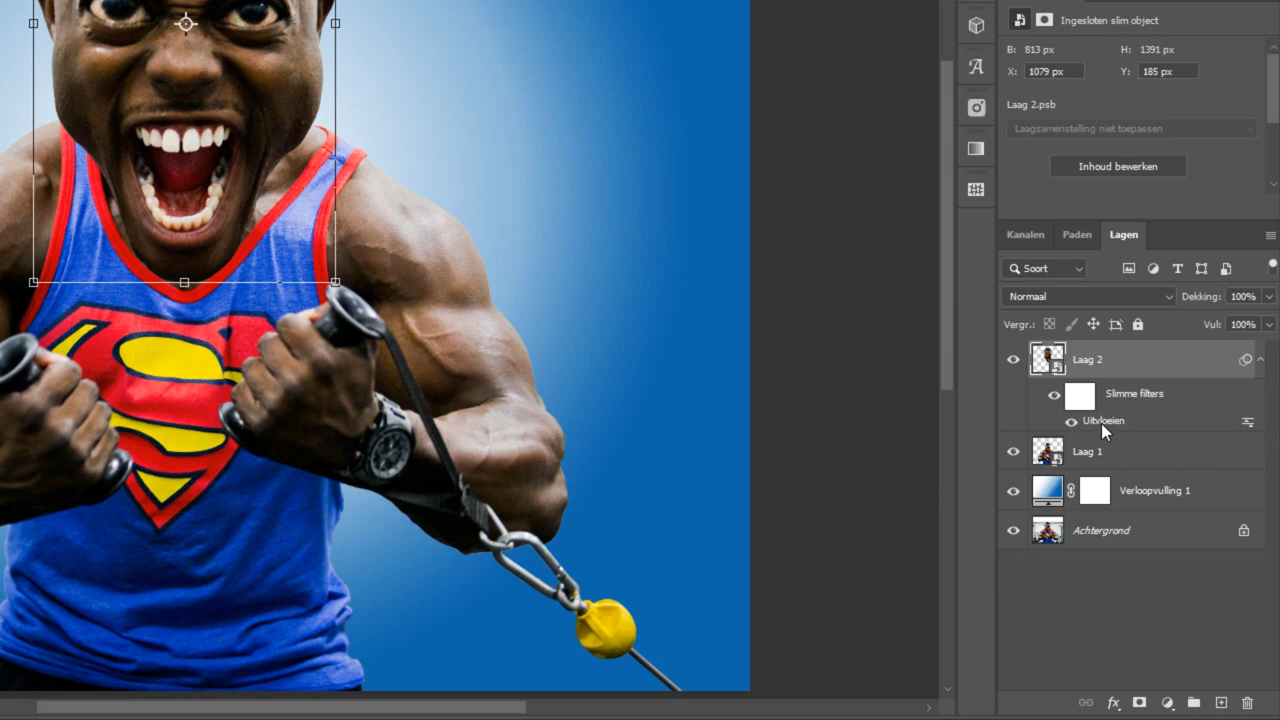 Ingesloten slim object
B: 813 px H: 1391 px
X: 1079 px Y: 185 px
Laag 2.psb
Laagsamenstelling niet toepassen
Inhoud bewerken
Kanalen Paden Lagen
Soort
Normaal Dekking: 100%
Vergr.: Vul: 100%
Laag 2
Slimme filters
Uitvloeien
Laag 1
Verloopvulling 1
Achtergrond
fx